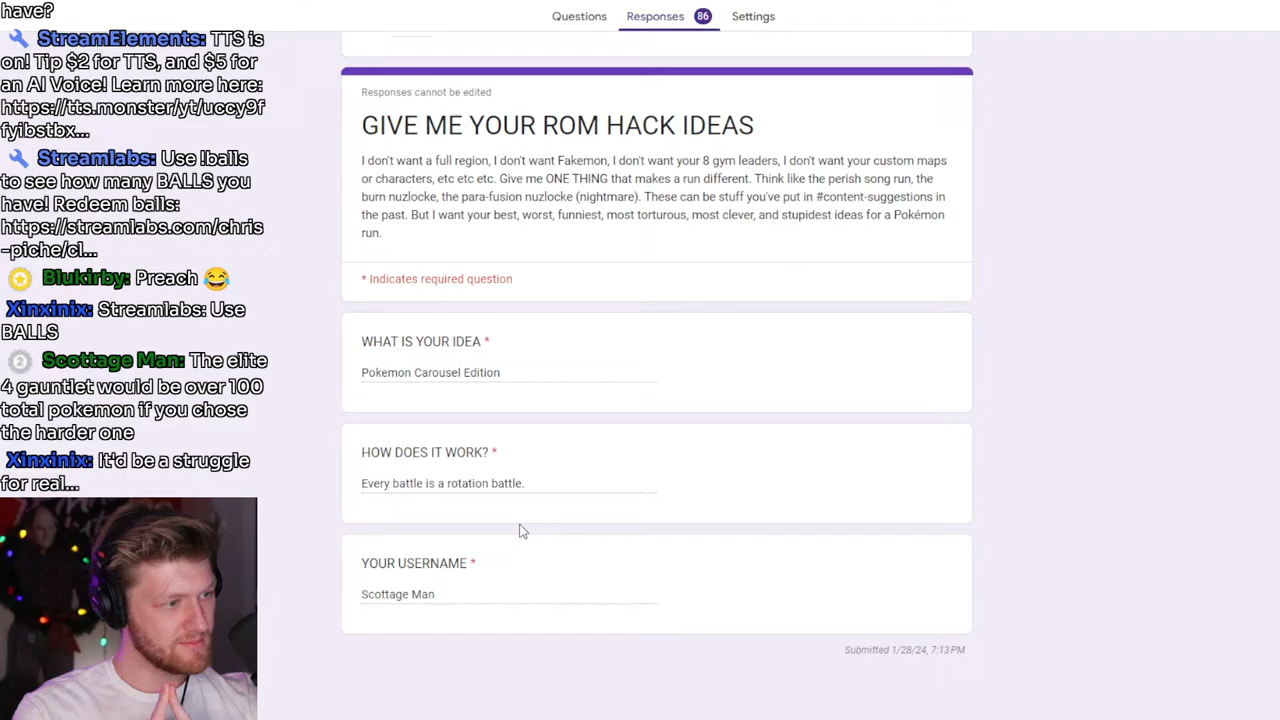 have?
StreamElements: TTS is
on! Tip $2 for TTS, and $5 for
an AI Voice! Learn more here:
https://tts.monster/yt/uccy9f
fyibstbx...
Streamlabs: Use !balls
to see how many BALLS you
have! Redeem balls:
https://streamlabs.com/chris
-piche/cl...
Blukirby: Preach 😂
Xinxinix: Streamlabs: Use
BALLS
2 Scottage Man: The elite
4 gauntlet would be over 100
total pokemon if you chose
the harder one
Xinxinix: It'd be a struggle
for real...
Questions Responses 86 Settings
Responses cannot be edited
GIVE ME YOUR ROM HACK IDEAS
I don't want a full region, I don't want Fakemon, I don't want your 8 gym leaders, I don't want your custom maps
or characters, etc etc etc. Give me ONE THING that makes a run different. Think like the perish song run, the
burn nuzlocke, the para-fusion nuzlocke (nightmare). These can be stuff you've put in #content-suggestions in
the past. But I want your best, worst, funniest, most torturous, most clever, and stupidest ideas for a Pokémon
run.
* Indicates required question
WHAT IS YOUR IDEA *
Pokemon Carousel Edition
HOW DOES IT WORK? *
Every battle is a rotation battle.
YOUR USERNAME *
Scottage Man
Submitted 1/28/24, 7:13 PM